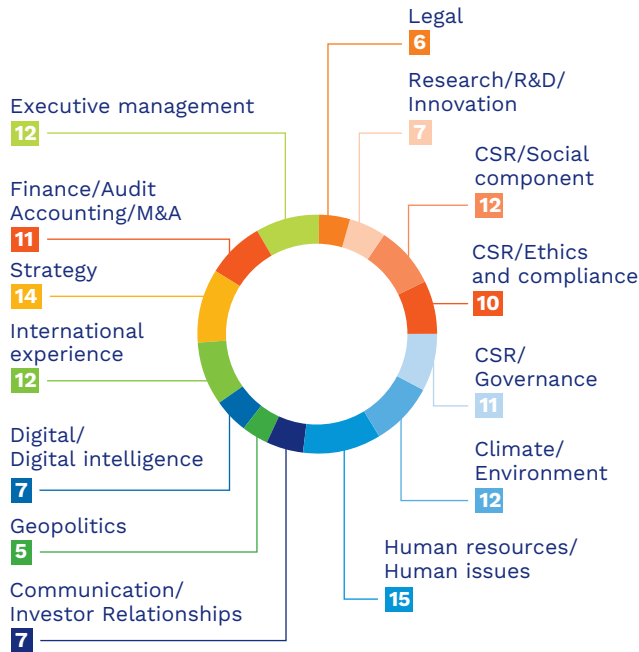 Legal
6
Research/R&D/
Innovation
7
CSR/Social
component
12
CSR/Ethics
and compliance
10
CSR/
Governance
11
Climate/
Environment
12
Human resources/
Human issues
15
Executive management
12
Finance/Audit
Accounting/M&A
11
Strategy
14
International
experience
12
Digital/
Digital intelligence
7
Geopolitics
5
Communication/
Investor Relationships
7